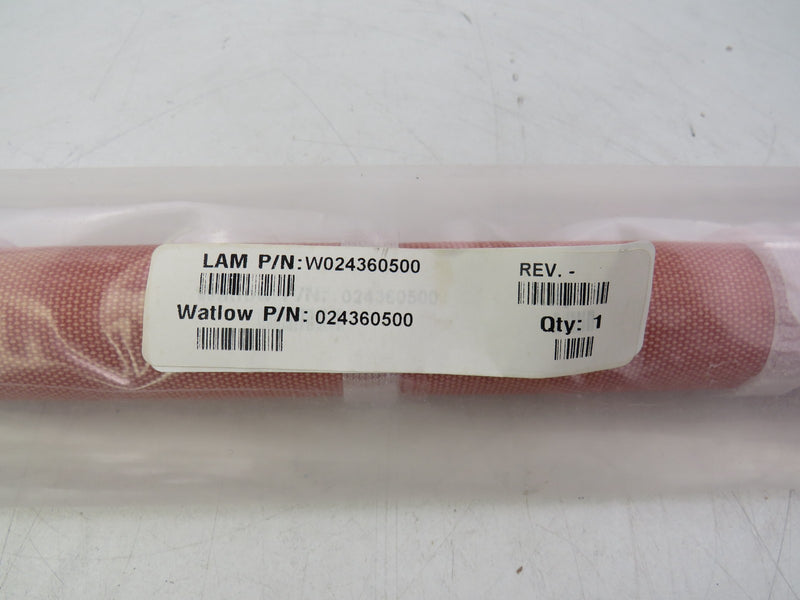 LAM P/N: W024360500
REV. -
Watlow P/N: 024360500
Qty: 1